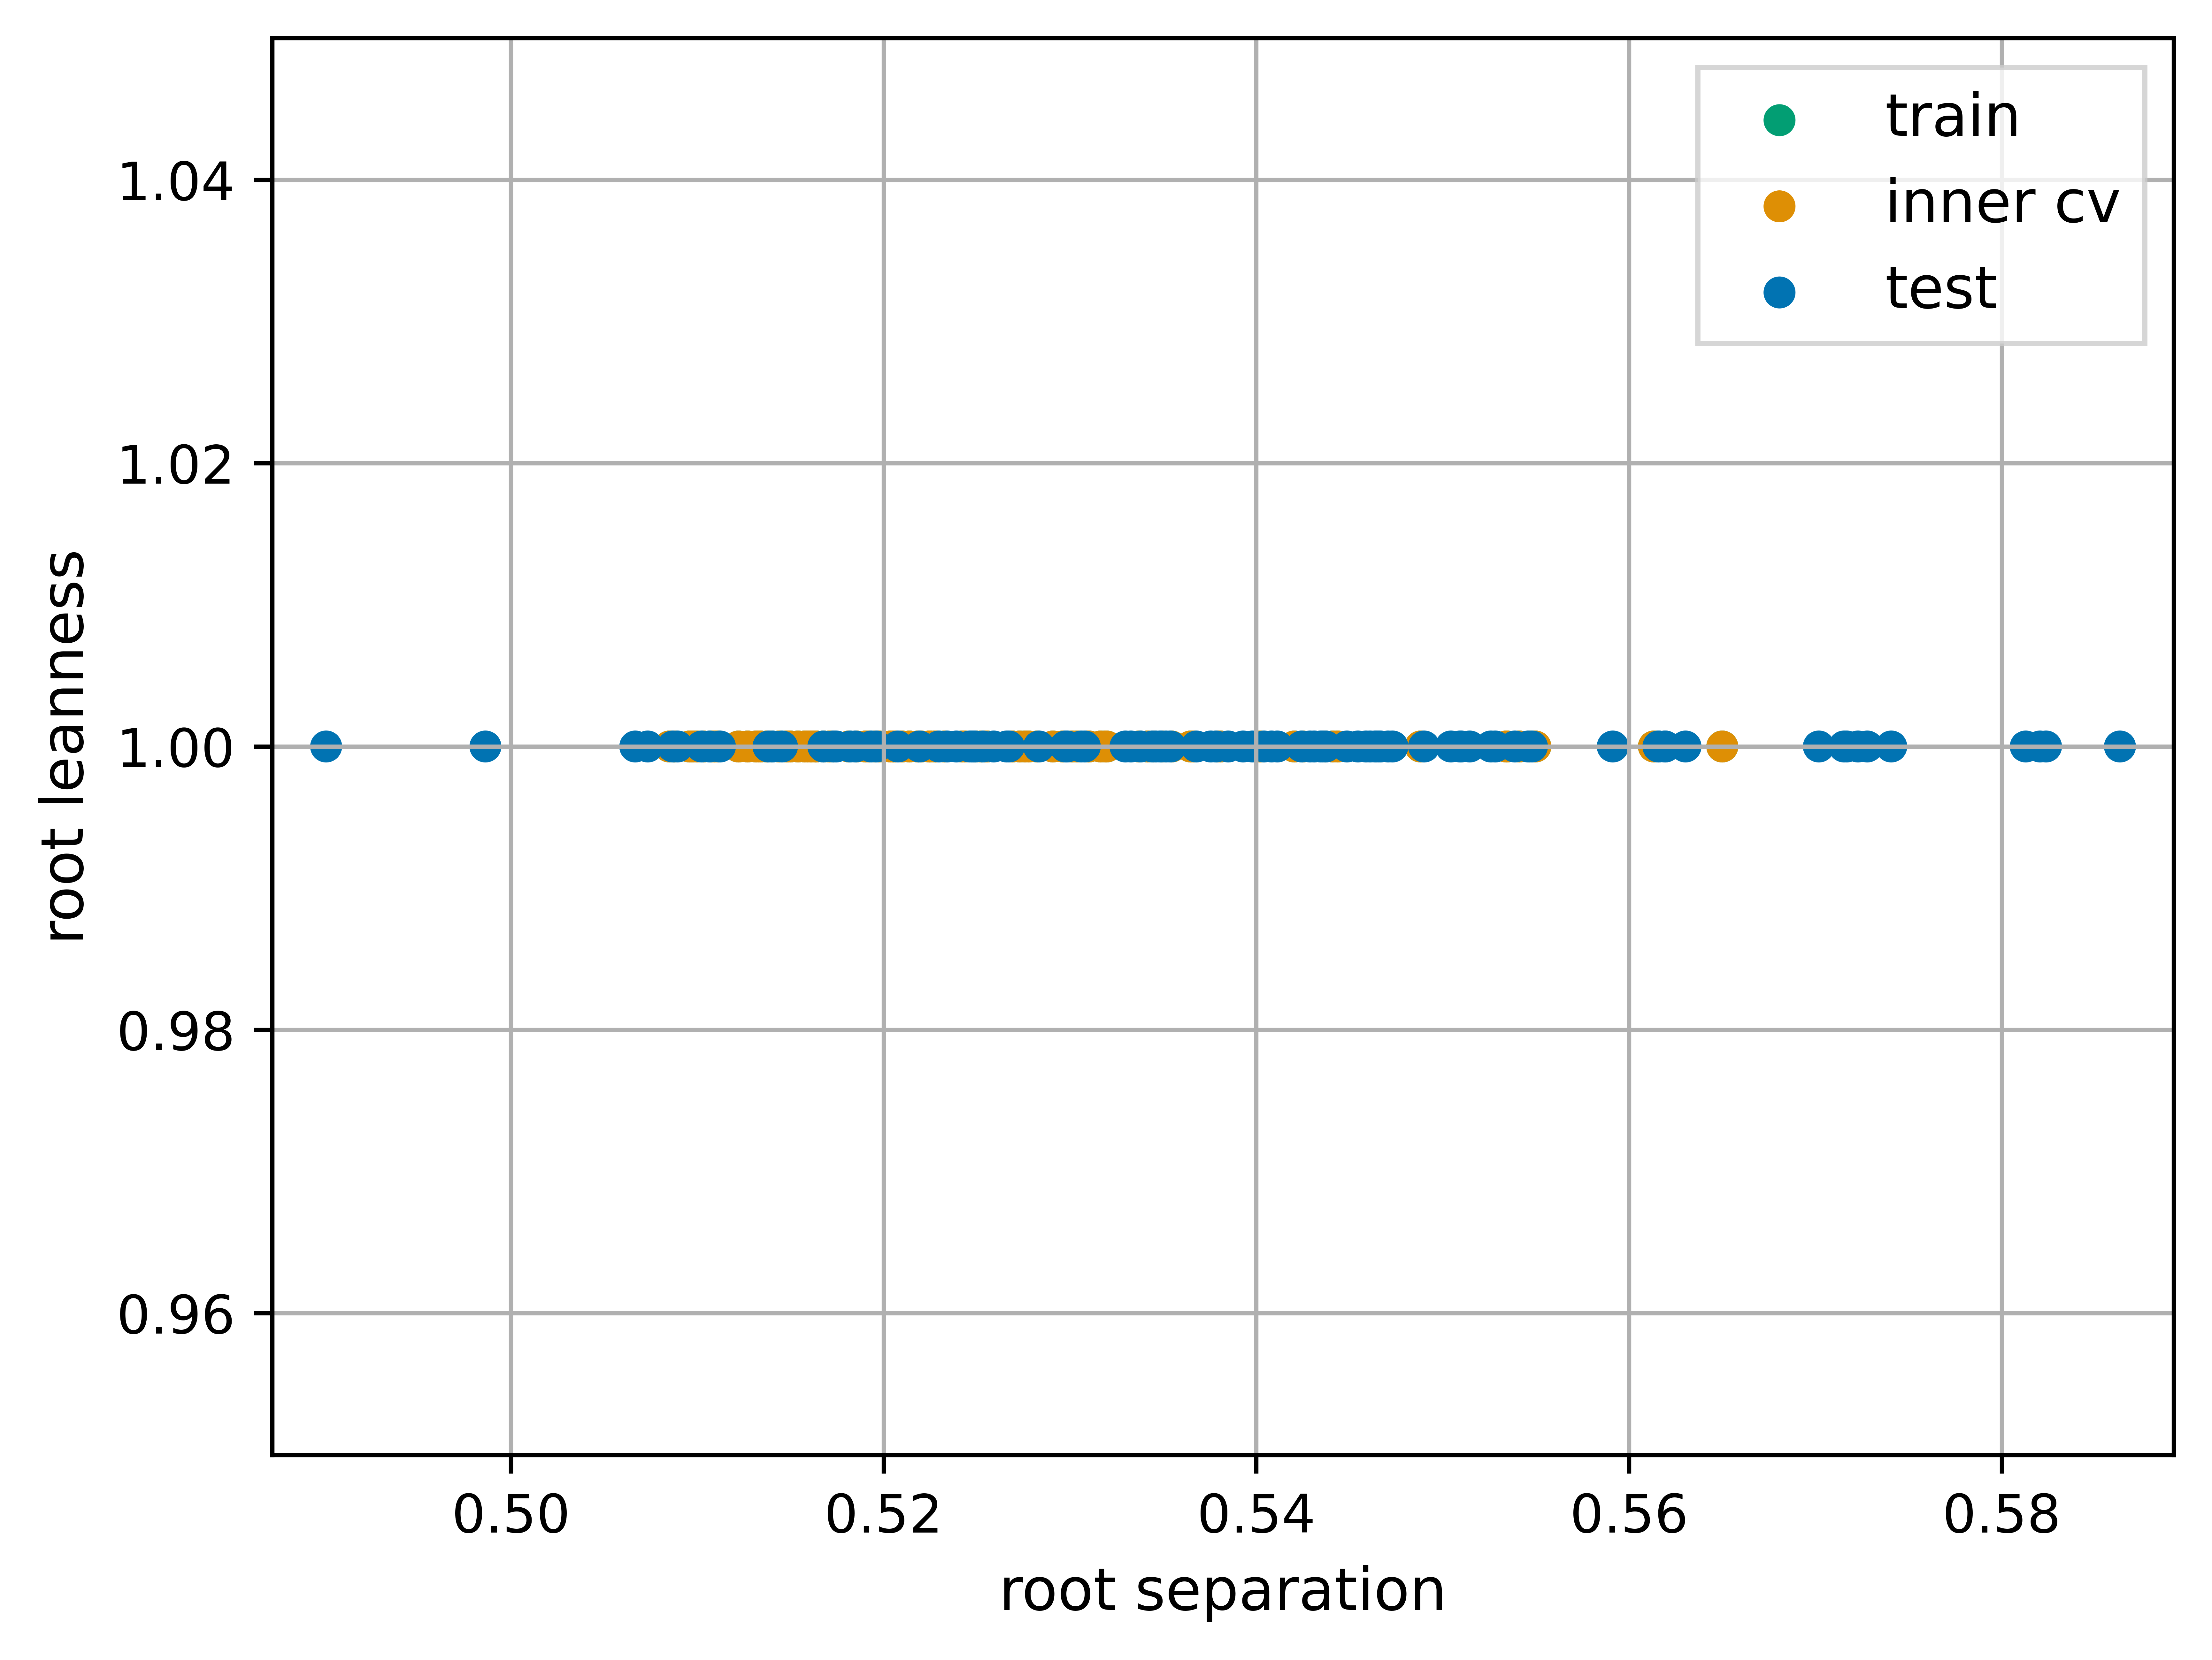 train
inner cv
test
1.04
1.02
1.00
0.98
0.96
root leanness
0.50 0.52 0.54 0.56 0.58
root separation